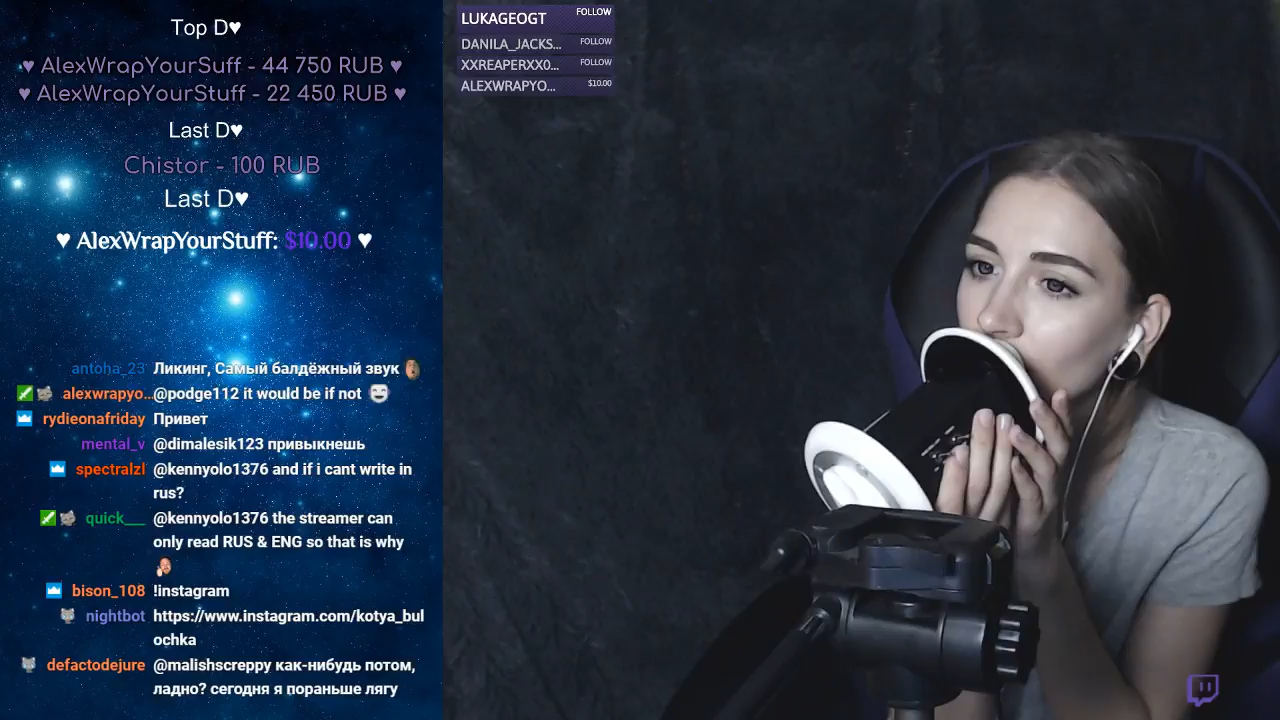 Top D♥
♥ AlexWrapYourSuff - 44 750 RUB ♥
♥ AlexWrapYourStuff - 22 450 RUB ♥
Last D♥
Chistor - 100 RUB
Last D♥
♥ AlexWrapYourStuff: $10.00 ♥
antoha_23 Ликинг, Самый балдёжный звук
alexwrapyo... @podge112 it would be if not
rydieonafriday Привет
mental_v @dimalesik123 привыкнешь
spectralzl @kennyolo1376 and if i cant write in
rus?
quick___ @kennyolo1376 the streamer can
only read RUS & ENG so that is why
bison_108 !instagram
nightbot https://www.instagram.com/kotya_bul
ochka
defactodejure @malishscreppy как-нибудь потом,
ладно? сегодня я пораньше лягу
LUKAGEOGT FOLLOW
DANILA_JACKS... FOLLOW
XXREAPERXX0... FOLLOW
ALEXWRAPYO... $10.00